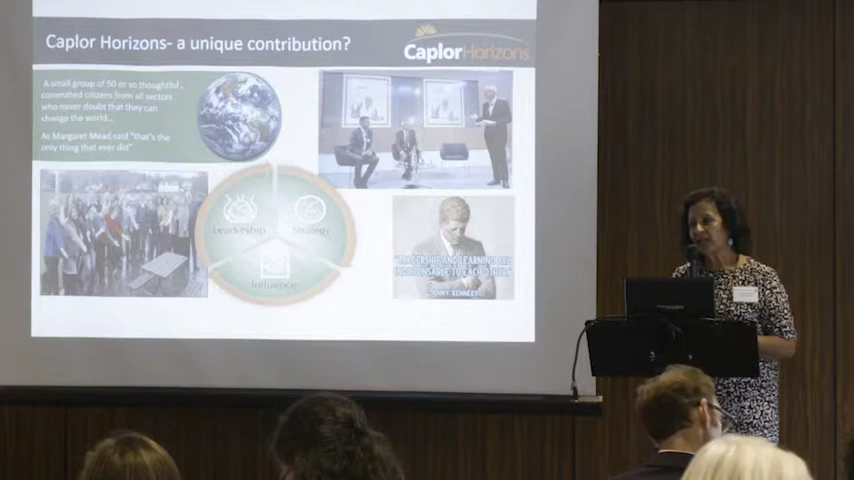 Caplor Horizons- a unique contribution?
CaplorHorizons
A small group of 50 or so thoughtful,
committed citizens from all sectors
who never doubt that they can
change the world...
As Margaret Mead said "that's the
only thing that ever did"
Leadership
Strategy
Influence
"LEADERSHIP AND LEARNING ARE
INDISPENSABLE TO EACH OTHER"
JOHN F. KENNEDY